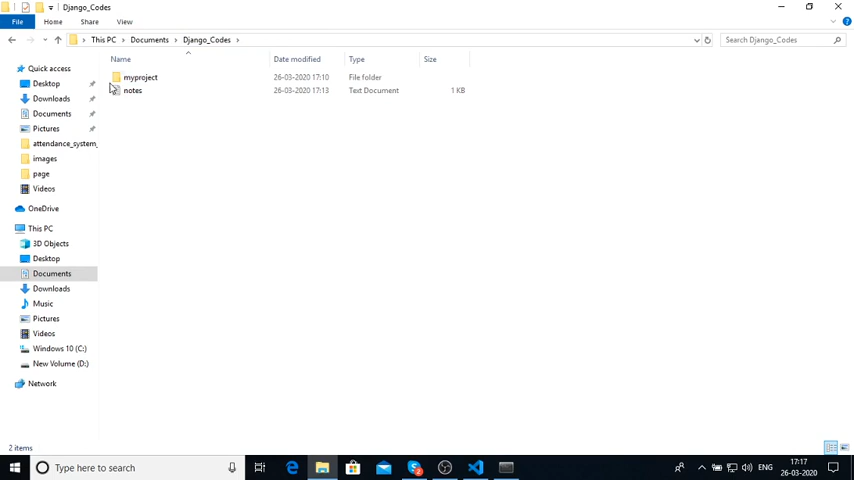 Django_Codes
File Home Share View
This PC Documents Django_Codes Search Django_Codes
Name Date modified Type Size
myproject 26-03-2020 17:10 File folder
notes 26-03-2020 17:13 Text Document 1 KB
Quick access
Desktop
Downloads
Documents
Pictures
attendance_system_
images
page
Videos
OneDrive
This PC
3D Objects
Desktop
Documents
Downloads
Music
Pictures
Videos
Windows 10 (C:)
New Volume (D:)
Network
2 items
Type here to search ENG 17:17
26-03-2020